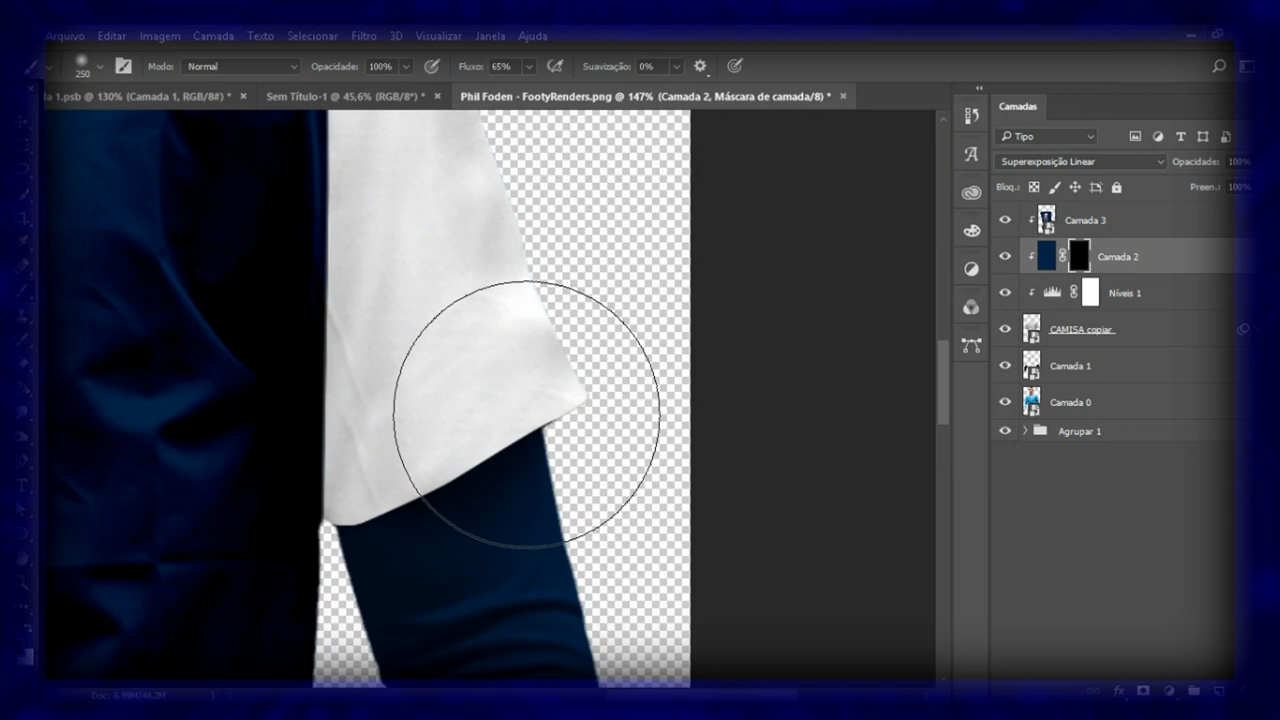 Arquivo Editar Imagem Camada Texto Selecionar Filtro 3D Visualizar Janela Ajuda
250 Modo: Normal Opacidade: 100% Fluxo: 65% Suavização: 0%
la 1.psb @ 130% (Camada 1, RGB/8#) * × Sem Título-1 @ 45,6% (RGB/8*) * × Phil Foden - FootyRenders.png @ 147% (Camada 2, Máscara de camada/8) * ×
Camadas
Tipo
Superexposição Linear Opacidade: 100%
Bloq.: Preen.: 100%
Camada 3
Camada 2
Níveis 1
CAMISA copiar
Camada 1
Camada 0
Agrupar 1
Doc: 6,99M/44,2M